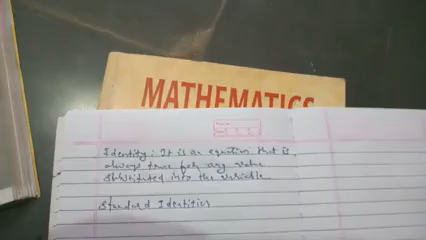 MATHEMATICS
Identity : It is an equation that is
always true for any value
substituted into the variable.
Standard Identities